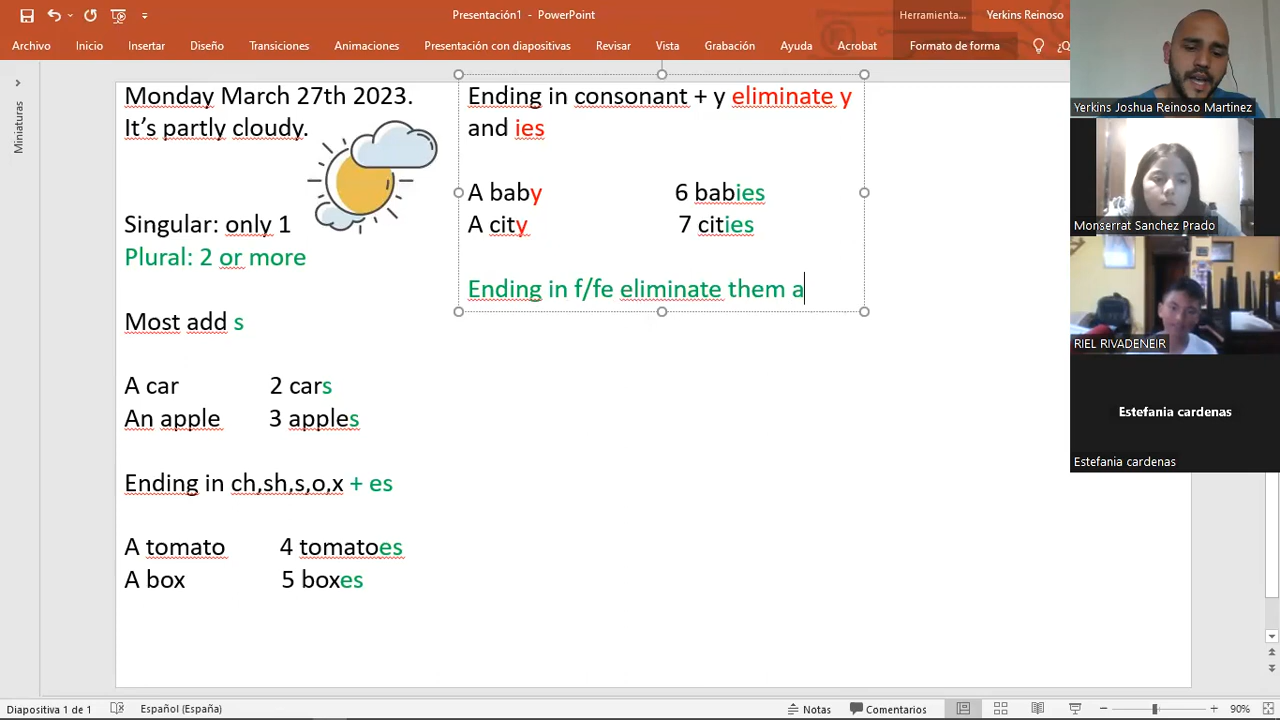 Presentación1 - PowerPoint
Herramienta...
Yerkins Reinoso
Archivo
Inicio
Insertar
Diseño
Transiciones
Animaciones
Presentación con diapositivas
Revisar
Vista
Grabación
Ayuda
Acrobat
Formato de forma
Miniaturas
Monday March 27th 2023.
It's partly cloudy.
Singular: only 1
Plural: 2 or more
Most add s
A car 2 cars
An apple 3 apples
Ending in ch,sh,s,o,x + es
A tomato 4 tomatoes
A box 5 boxes
Ending in consonant + y eliminate y
and ies
A baby 6 babies
A city 7 cities
Ending in f/fe eliminate them a
Yerkins Joshua Reinoso Martínez
Monserrat Sanchez Prado
RIEL RIVADENEIR
Estefania cardenas
Estefania cardenas
Diapositiva 1 de 1
Español (España)
Notas
Comentarios
90%